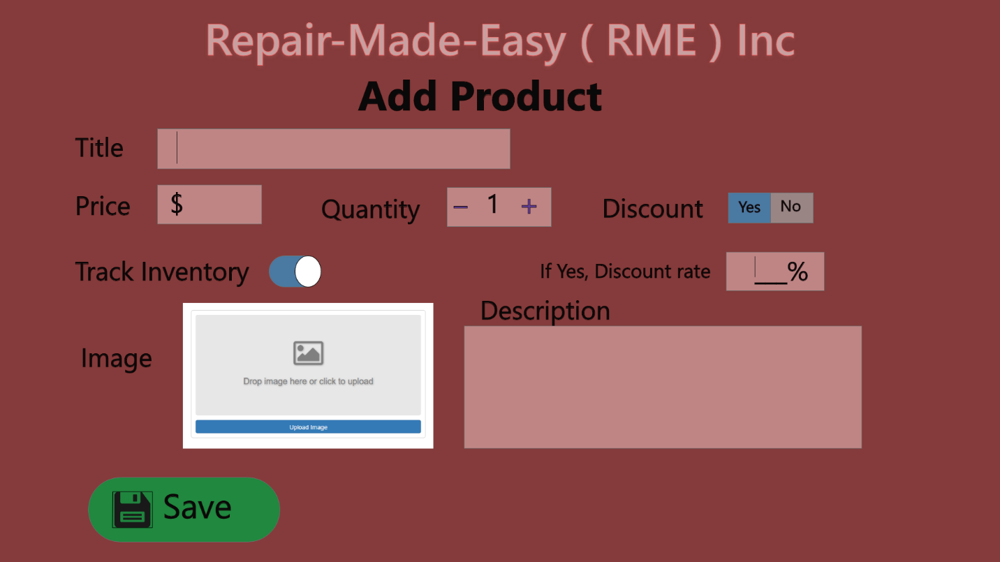 Repair-Made-Easy ( RME ) Inc
Add Product
Title
Price $ Quantity − 1 + Discount Yes No
Track Inventory If Yes, Discount rate ___%
Description
Image
Drop image here or click to upload
Upload Image
Save